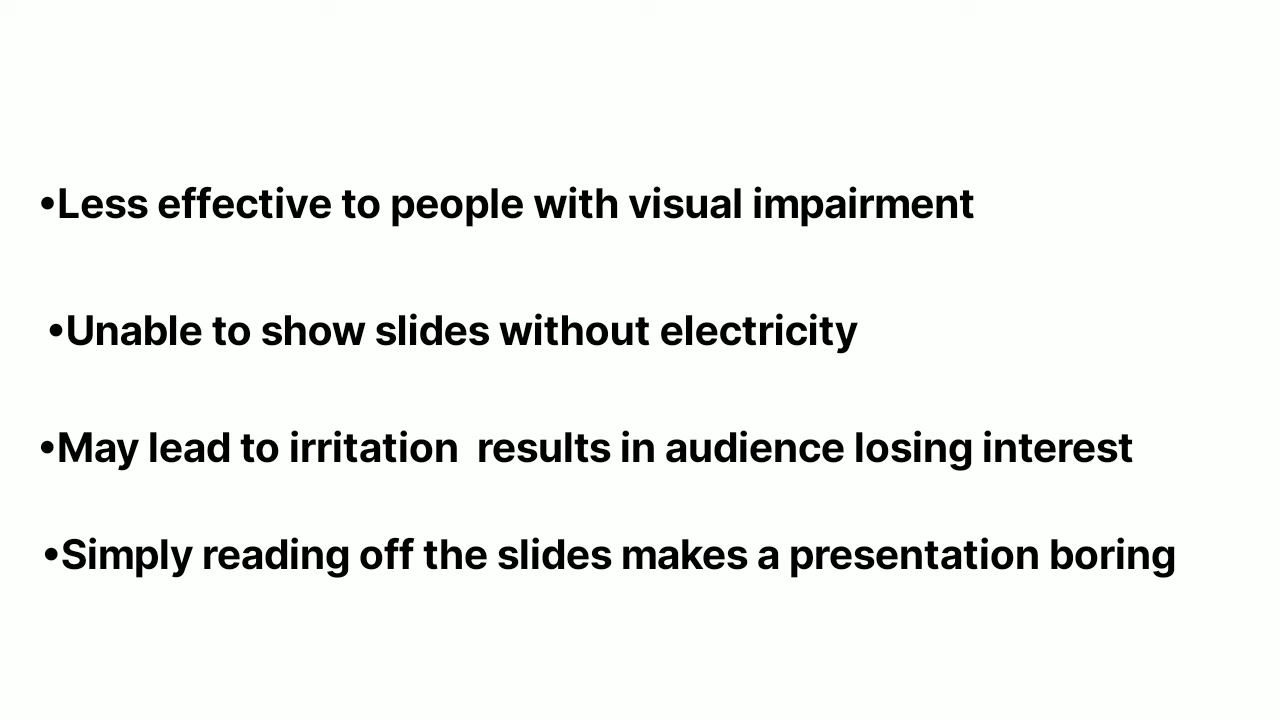 •Less effective to people with visual impairment
•Unable to show slides without electricity
•May lead to irritation  results in audience losing interest
•Simply reading off the slides makes a presentation boring